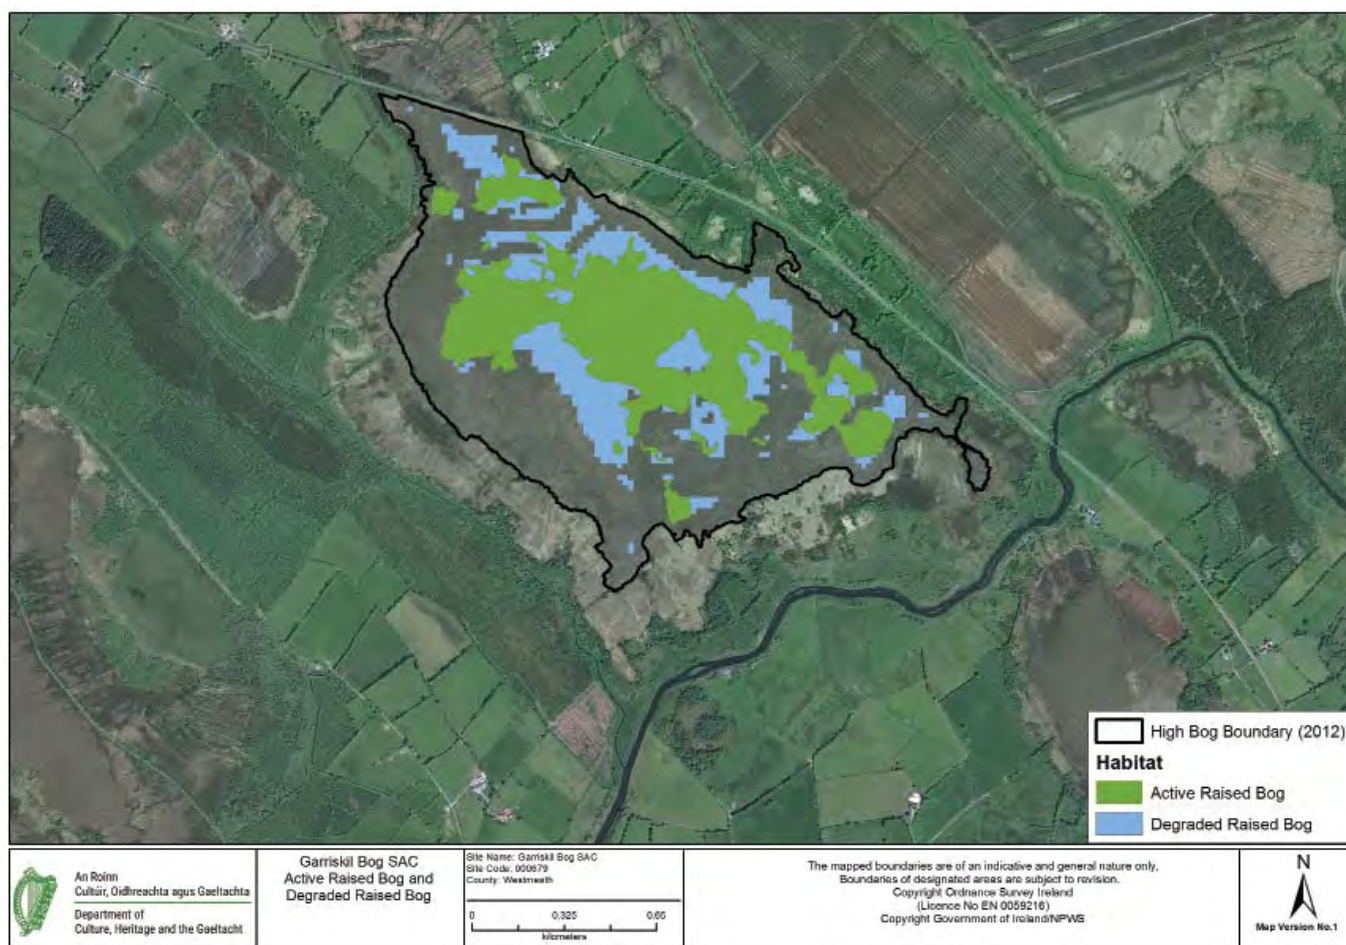 High Bog Boundary (2012)
Habitat
Active Raised Bog
Degraded Raised Bog
An Roinn
Cultúir, Oidhreachta agus Gaeltachta
Department of
Culture, Heritage and the Gaeltacht
Garriskil Bog SAC
Active Raised Bog and
Degraded Raised Bog
Site Name: Garriskil Bog SAC
Site Code: 000679
County: Westmeath
0 0.325 0.65
kilometers
The mapped boundaries are of an indicative and general nature only.
Boundaries of designated areas are subject to revision.
Copyright Ordnance Survey Ireland
(Licence No EN 0059216)
Copyright Government of Ireland/NPWS
N
Map Version No.1